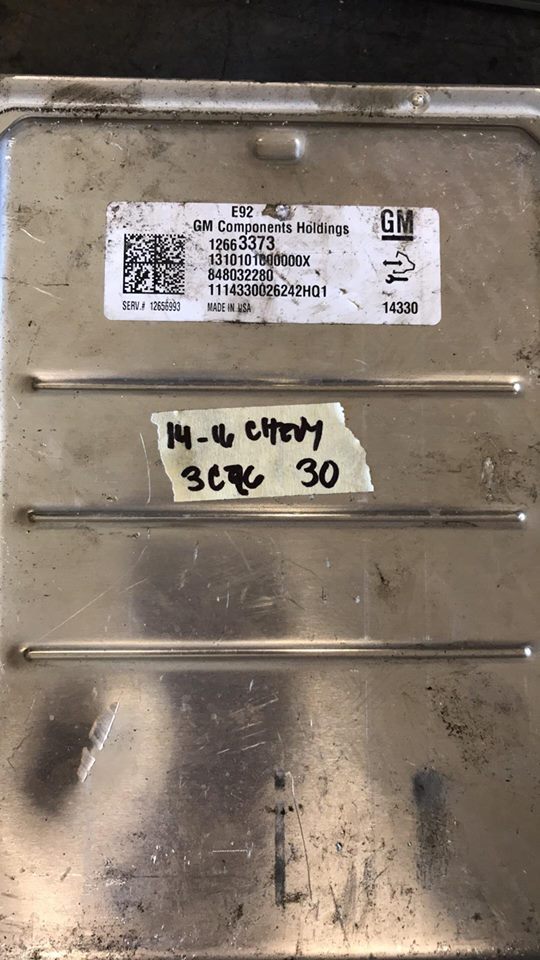 E92
GM Components Holdings
GM
12663373
1310101000000X
848032280
1114330026242HQ1
SERV.# 12656993
MADE IN USA
14330
14-16 CHEVY
30